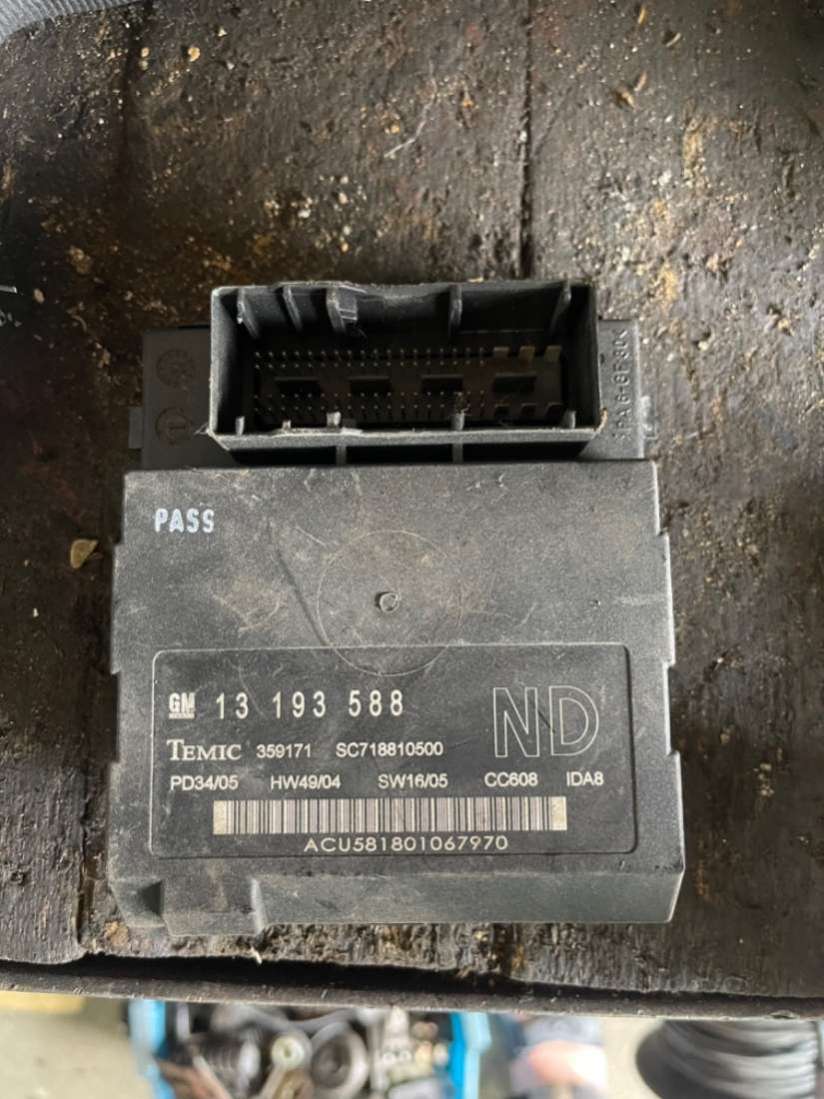 PASS
GM 13 193 588 ND
TEMIC 359171 SC718810500
PD34/05 HW49/04 SW16/05 CC608 IDA8
ACU581801067970